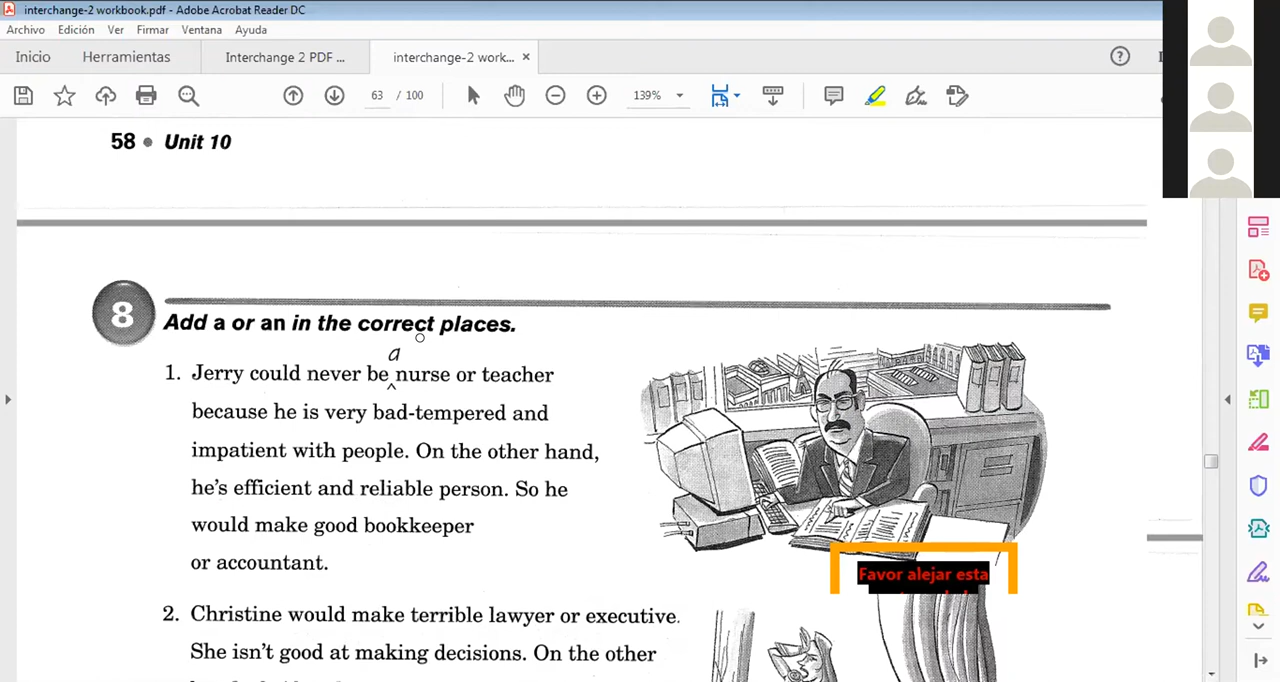 interchange-2 workbook.pdf - Adobe Acrobat Reader DC
Archivo Edición Ver Firmar Ventana Ayuda
Inicio Herramientas Interchange 2 PDF ... interchange-2 work... ×
63 / 100 139%
58 • Unit 10
8 Add a or an in the correct places.
a
1. Jerry could never be ^ nurse or teacher
because he is very bad-tempered and
impatient with people. On the other hand,
he's efficient and reliable person. So he
would make good bookkeeper
or accountant.
Favor alejar esta
2. Christine would make terrible lawyer or executive.
She isn't good at making decisions. On the other